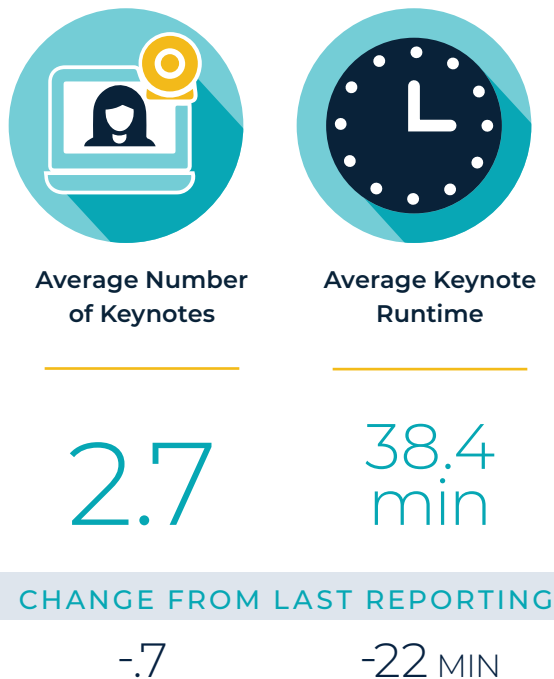 Average Number
of Keynotes
Average Keynote
Runtime
2.7
38.4
min
CHANGE FROM LAST REPORTING
-.7
-22 MIN